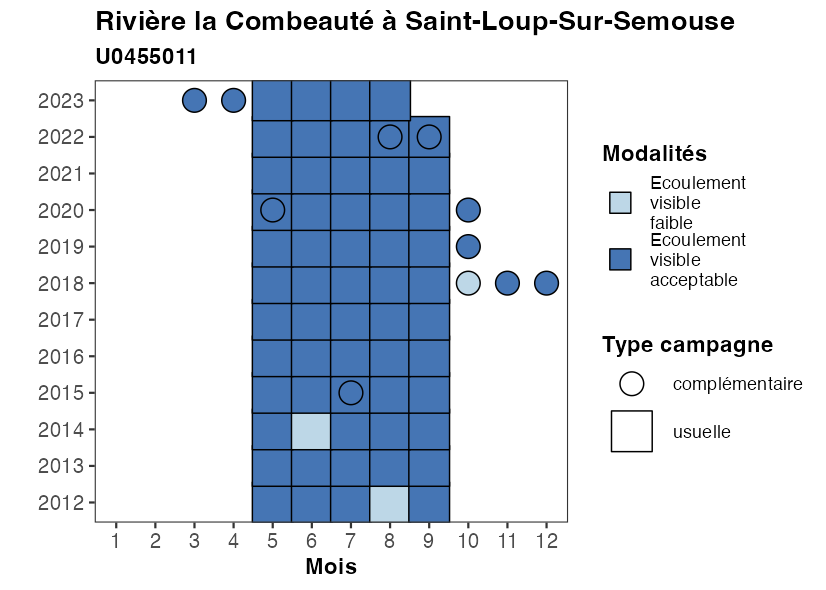 Rivière la Combeauté à Saint-Loup-Sur-Semouse
U0455011
2023
2022
2021
2020
2019
2018
2017
2016
2015
2014
2013
2012
1 2 3 4 5 6 7 8 9 10 11 12
Mois
Modalités
Ecoulement
visible
faible
Ecoulement
visible
acceptable
Type campagne
complémentaire
usuelle